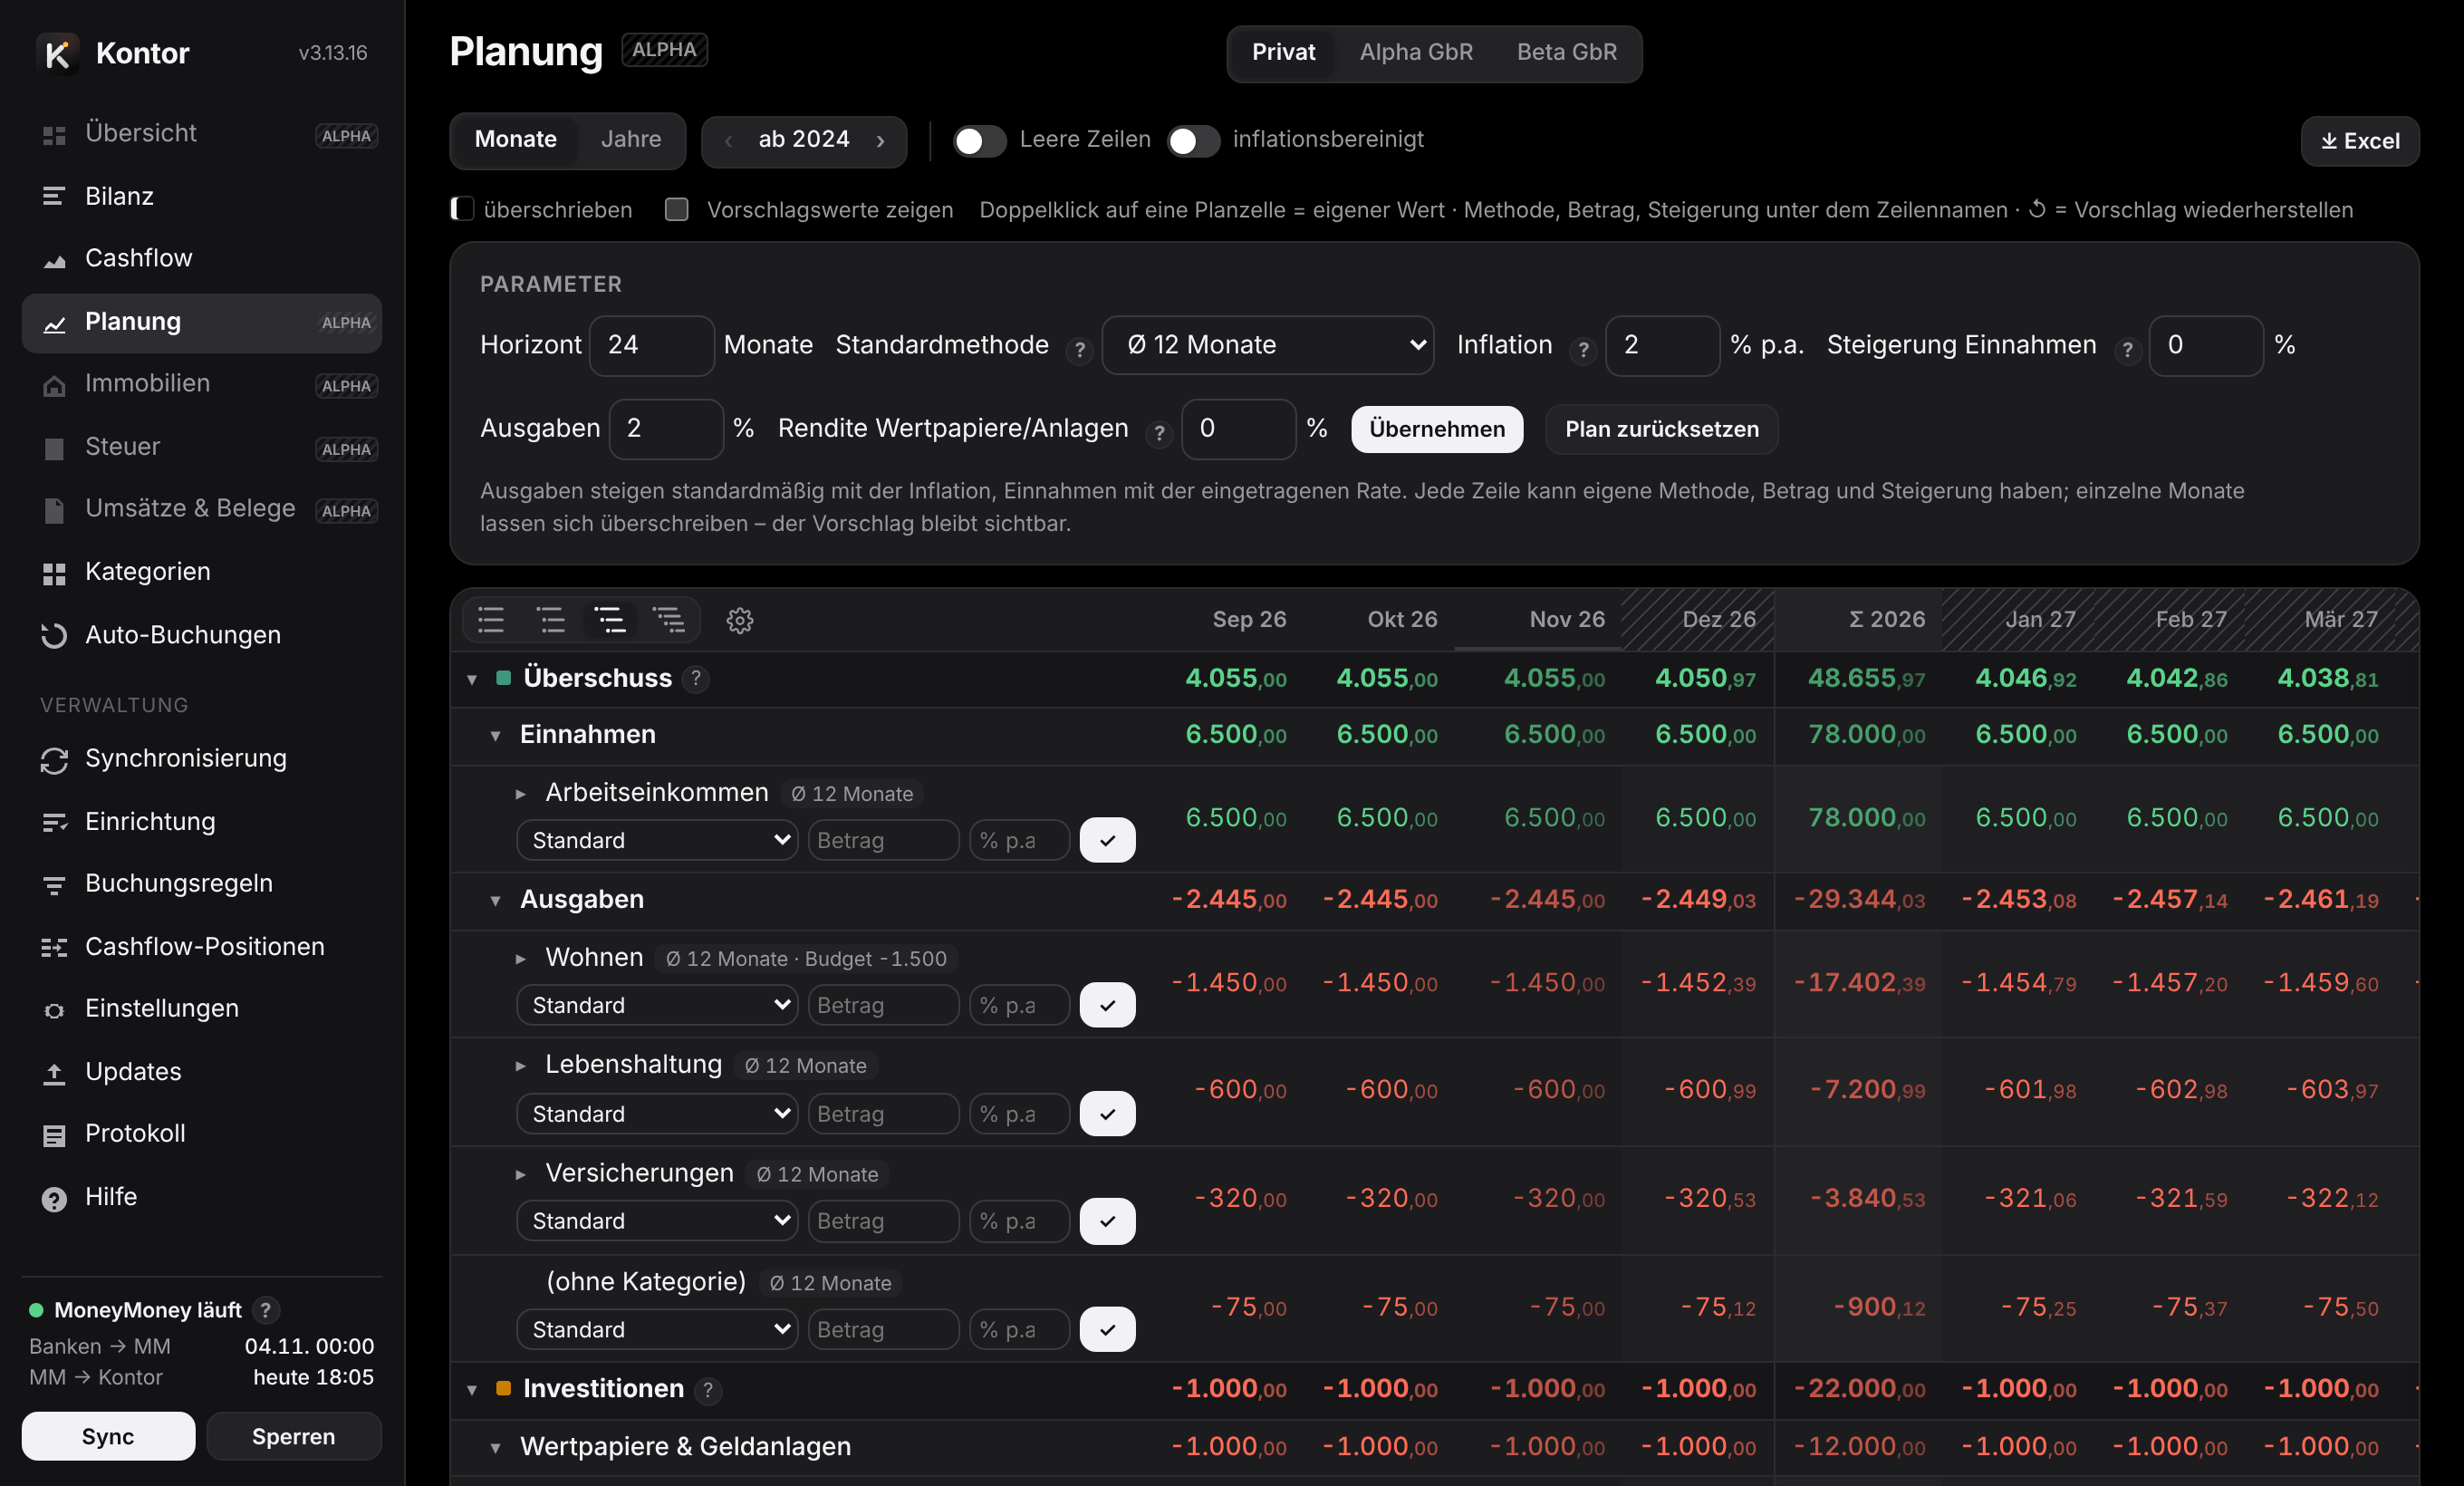 Kontor v3.13.16
Übersicht ALPHA
Bilanz
Cashflow
Planung ALPHA
Immobilien ALPHA
Steuer ALPHA
Umsätze & Belege ALPHA
Kategorien
Auto-Buchungen
VERWALTUNG
Synchronisierung
Einrichtung
Buchungsregeln
Cashflow-Positionen
Einstellungen
Updates
Protokoll
Hilfe
MoneyMoney läuft ?
Banken → MM 04.11. 00:00
MM → Kontor heute 18:05
Sync Sperren
Planung ALPHA
Privat Alpha GbR Beta GbR
Monate Jahre ‹ ab 2024 › Leere Zeilen inflationsbereinigt Excel
überschrieben Vorschlagswerte zeigen Doppelklick auf eine Planzelle = eigener Wert · Methode, Betrag, Steigerung unter dem Zeilennamen · ↺ = Vorschlag wiederherstellen
PARAMETER
Horizont 24 Monate Standardmethode ? Ø 12 Monate Inflation ? 2 % p.a. Steigerung Einnahmen ? 0 %
Ausgaben 2 % Rendite Wertpapiere/Anlagen ? 0 % Übernehmen Plan zurücksetzen
Ausgaben steigen standardmäßig mit der Inflation, Einnahmen mit der eingetragenen Rate. Jede Zeile kann eigene Methode, Betrag und Steigerung haben; einzelne Monate
lassen sich überschreiben – der Vorschlag bleibt sichtbar.
Sep 26 Okt 26 Nov 26 Dez 26 Σ 2026 Jan 27 Feb 27 Mär 27
Überschuss ? 4.055,00 4.055,00 4.055,00 4.050,97 48.655,97 4.046,92 4.042,86 4.038,81
Einnahmen 6.500,00 6.500,00 6.500,00 6.500,00 78.000,00 6.500,00 6.500,00 6.500,00
Arbeitseinkommen Ø 12 Monate
Standard Betrag % p.a ✓ 6.500,00 6.500,00 6.500,00 6.500,00 78.000,00 6.500,00 6.500,00 6.500,00
Ausgaben -2.445,00 -2.445,00 -2.445,00 -2.449,03 -29.344,03 -2.453,08 -2.457,14 -2.461,19
Wohnen Ø 12 Monate · Budget -1.500
Standard Betrag % p.a ✓ -1.450,00 -1.450,00 -1.450,00 -1.452,39 -17.402,39 -1.454,79 -1.457,20 -1.459,60
Lebenshaltung Ø 12 Monate
Standard Betrag % p.a ✓ -600,00 -600,00 -600,00 -600,99 -7.200,99 -601,98 -602,98 -603,97
Versicherungen Ø 12 Monate
Standard Betrag % p.a ✓ -320,00 -320,00 -320,00 -320,53 -3.840,53 -321,06 -321,59 -322,12
(ohne Kategorie) Ø 12 Monate
Standard Betrag % p.a ✓ -75,00 -75,00 -75,00 -75,12 -900,12 -75,25 -75,37 -75,50
Investitionen ? -1.000,00 -1.000,00 -1.000,00 -1.000,00 -22.000,00 -1.000,00 -1.000,00 -1.000,00
Wertpapiere & Geldanlagen -1.000,00 -1.000,00 -1.000,00 -1.000,00 -12.000,00 -1.000,00 -1.000,00 -1.000,00